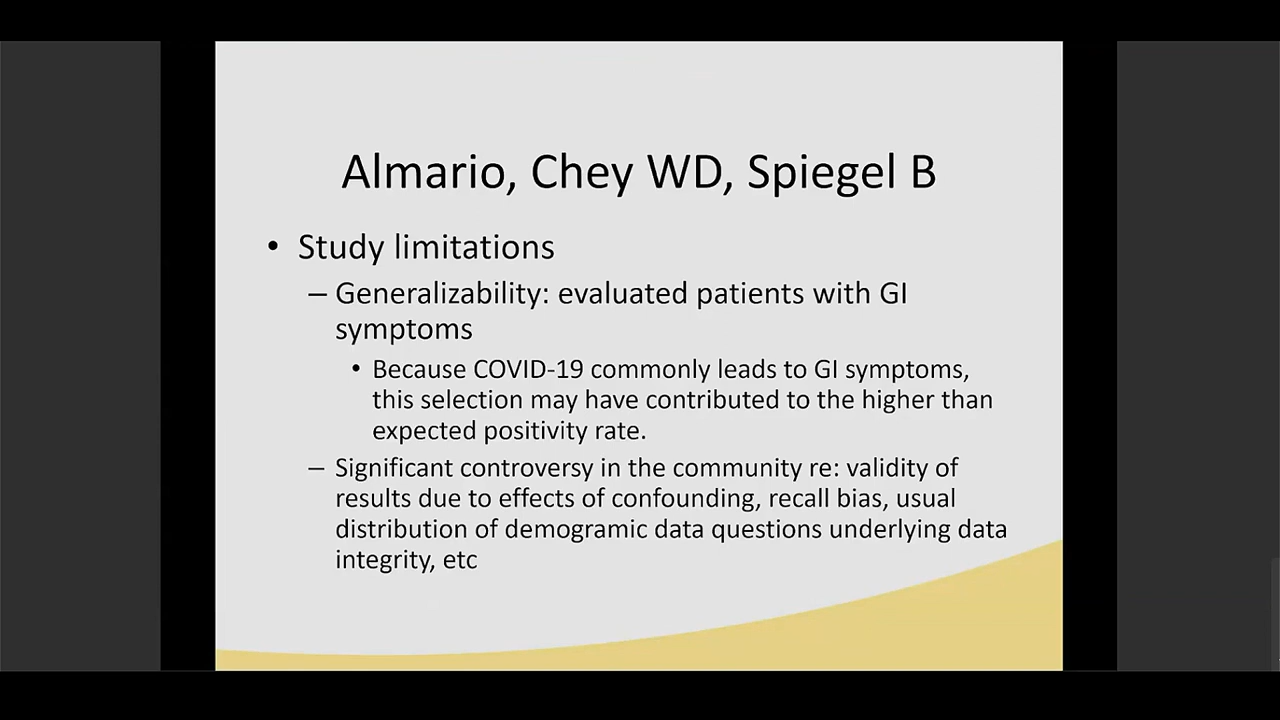 Almario, Chey WD, Spiegel B
• Study limitations
– Generalizability: evaluated patients with GI
symptoms
• Because COVID-19 commonly leads to GI symptoms,
this selection may have contributed to the higher than
expected positivity rate.
– Significant controversy in the community re: validity of
results due to effects of confounding, recall bias, usual
distribution of demogramic data questions underlying data
integrity, etc